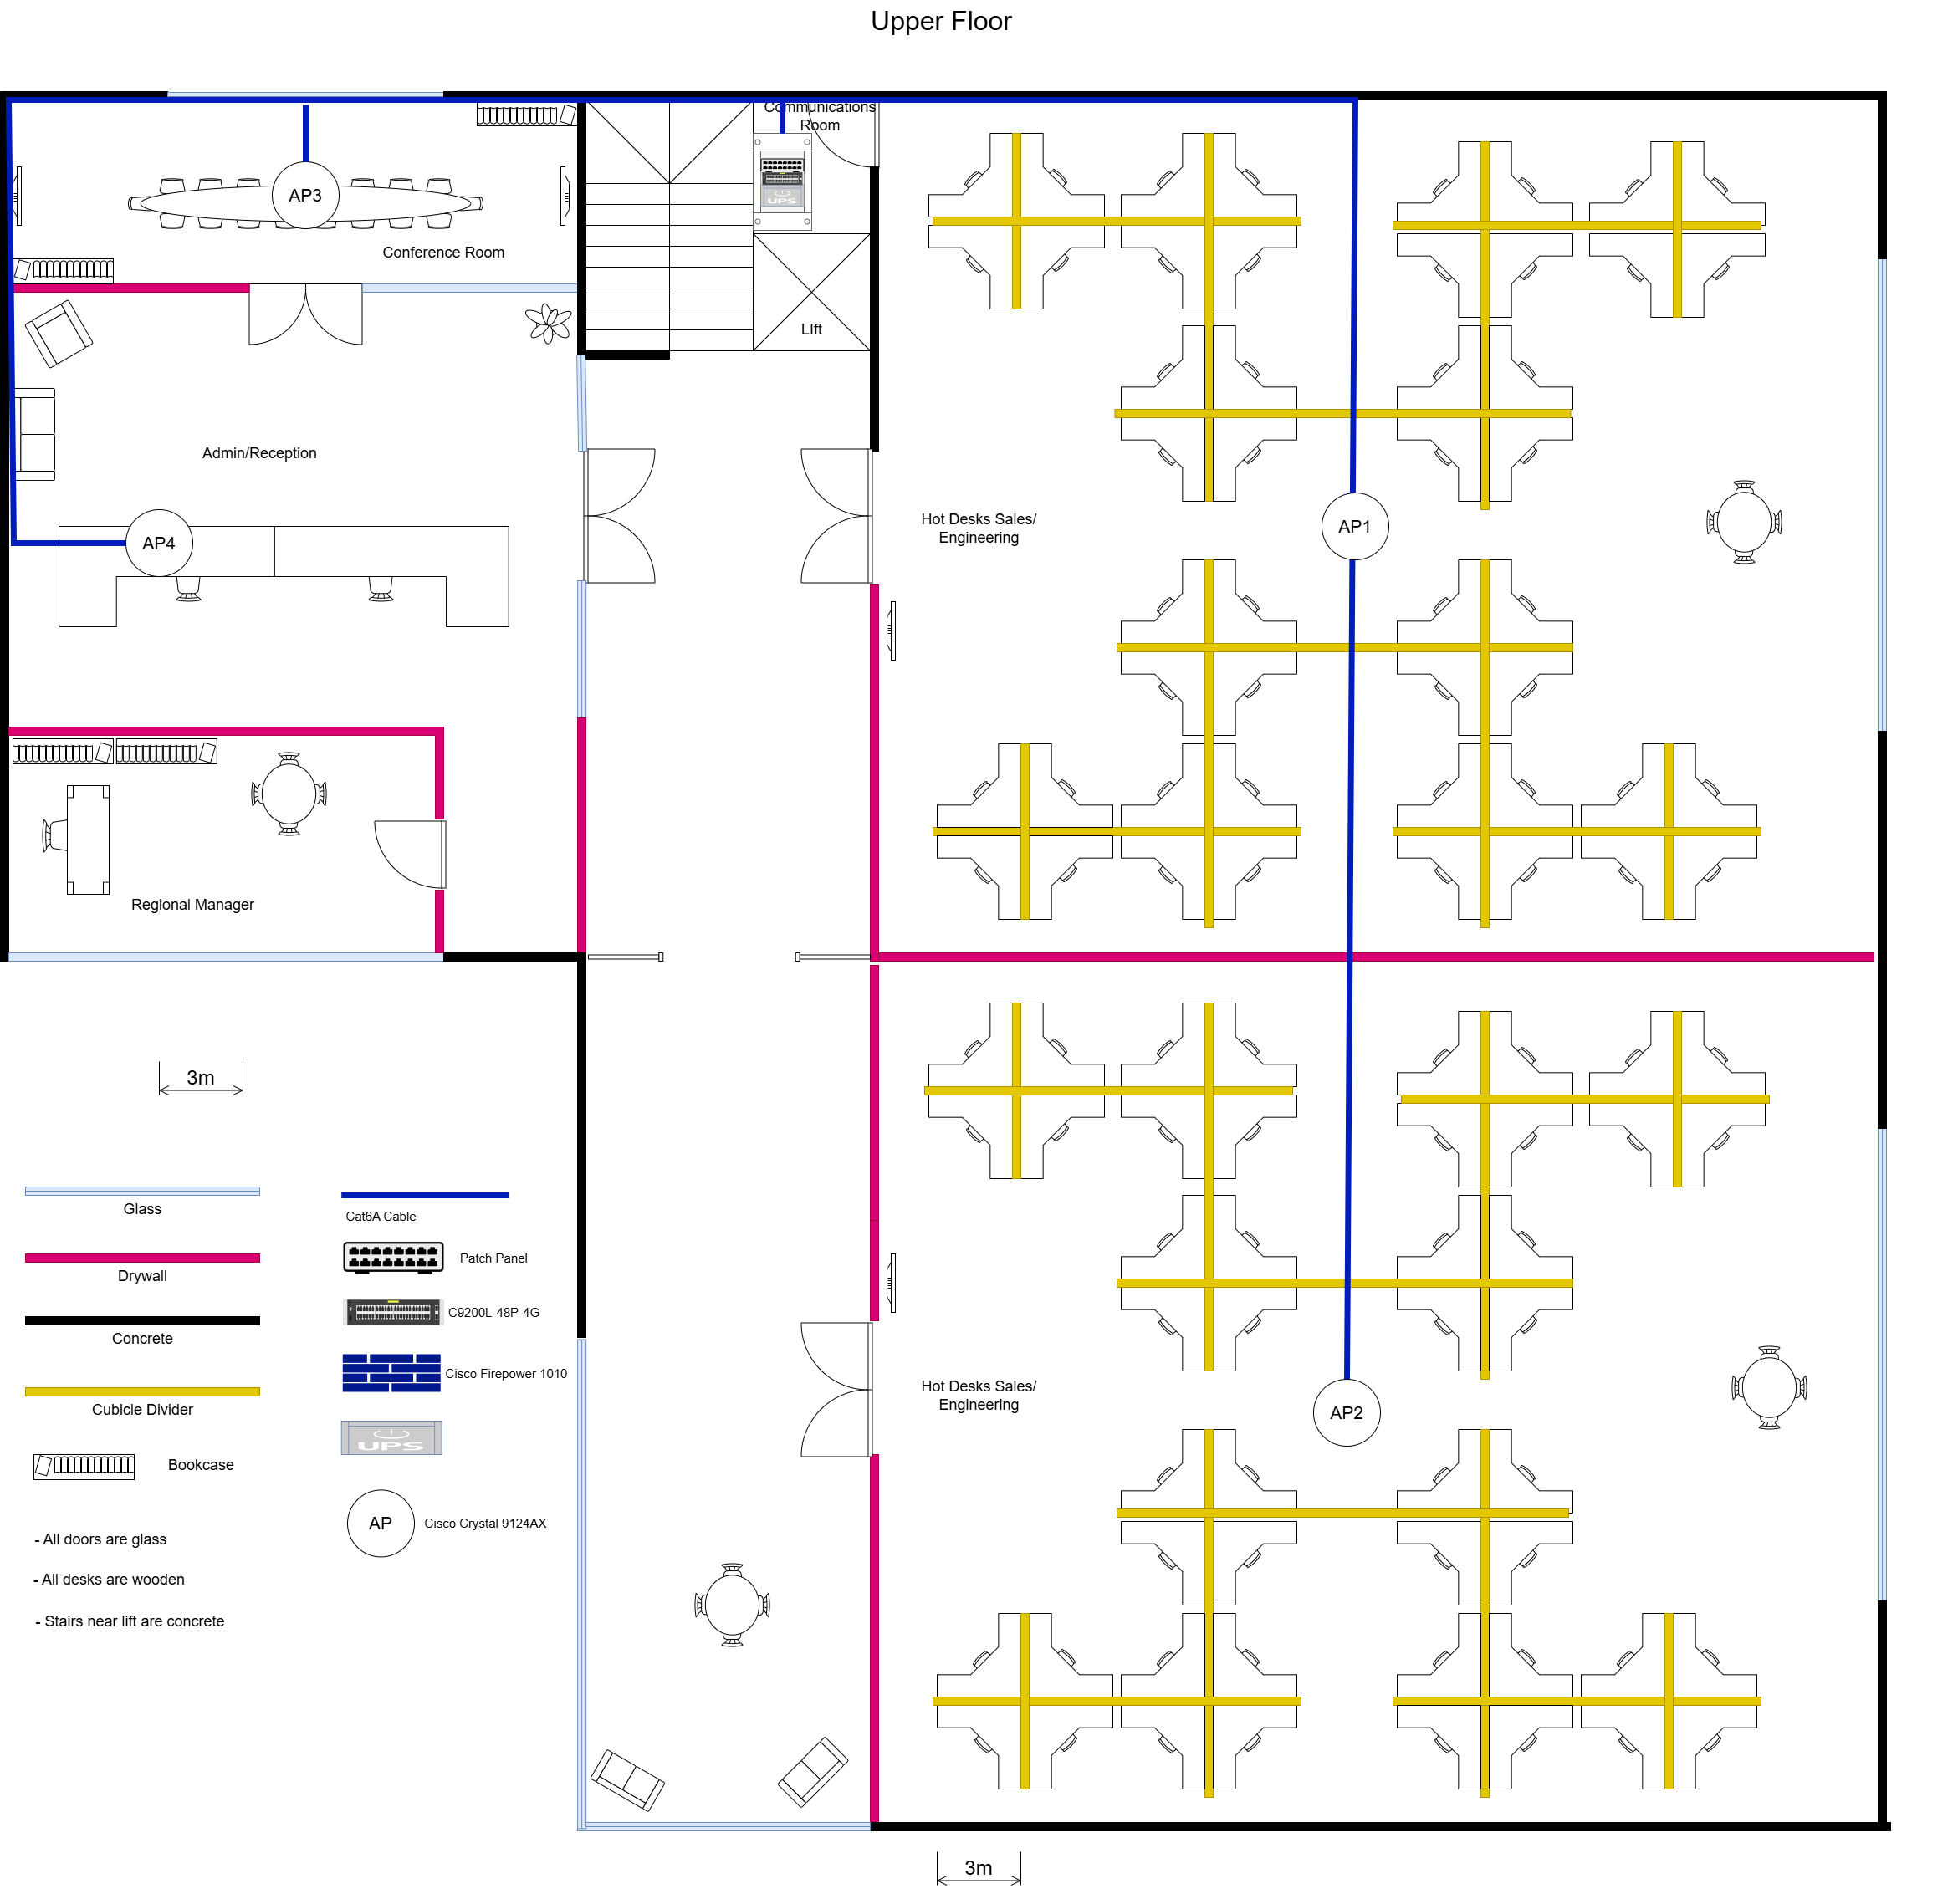 Upper Floor
Communications
Room
AP3
UPS
Conference Room
LIft
Admin/Reception
Hot Desks Sales/
Engineering
AP1
AP4
Regional Manager
3m
Glass
Cat6A Cable
Drywall
Patch Panel
Concrete
C9200L-48P-4G
Cisco Firepower 1010
Cubicle Divider
UPS
Bookcase
Hot Desks Sales/
Engineering
AP2
AP
Cisco Crystal 9124AX
- All doors are glass
- All desks are wooden
- Stairs near lift are concrete
3m